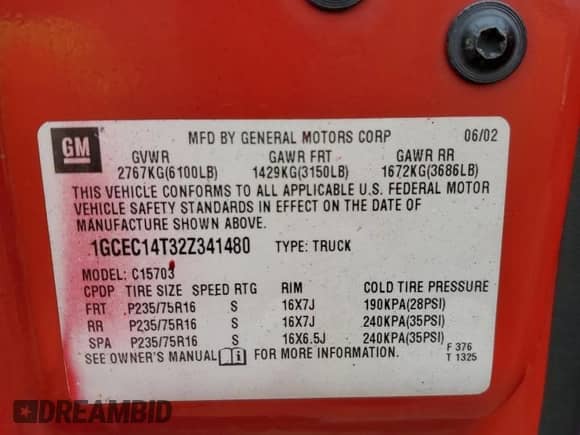 GM
MFD BY GENERAL MOTORS CORP 06/02
GVWR GAWR FRT GAWR RR
2767KG(6100LB) 1429KG(3150LB) 1672KG(3686LB)
THIS VEHICLE CONFORMS TO ALL APPLICABLE U.S. FEDERAL MOTOR
VEHICLE SAFETY STANDARDS IN EFFECT ON THE DATE OF
MANUFACTURE SHOWN ABOVE.
1GCEC14T32Z341480 TYPE: TRUCK
MODEL: C15703
CPDP TIRE SIZE SPEED RTG RIM COLD TIRE PRESSURE
FRT P235/75R16 S 16X7J 190KPA(28PSI)
RR P235/75R16 S 16X7J 240KPA(35PSI)
SPA P235/75R16 S 16X6.5J 240KPA(35PSI)
SEE OWNER'S MANUAL FOR MORE INFORMATION.
F 376
T 1325
DREAMBID